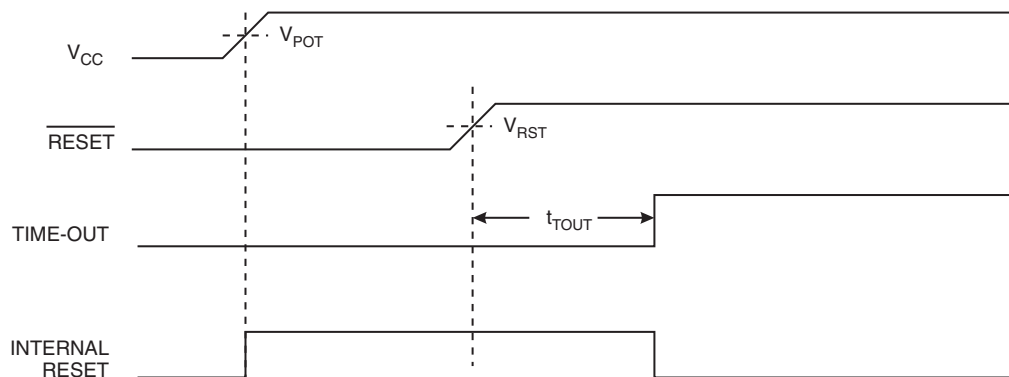 V_CC
V_POT
RESET
V_RST
t_TOUT
TIME-OUT
INTERNAL
RESET